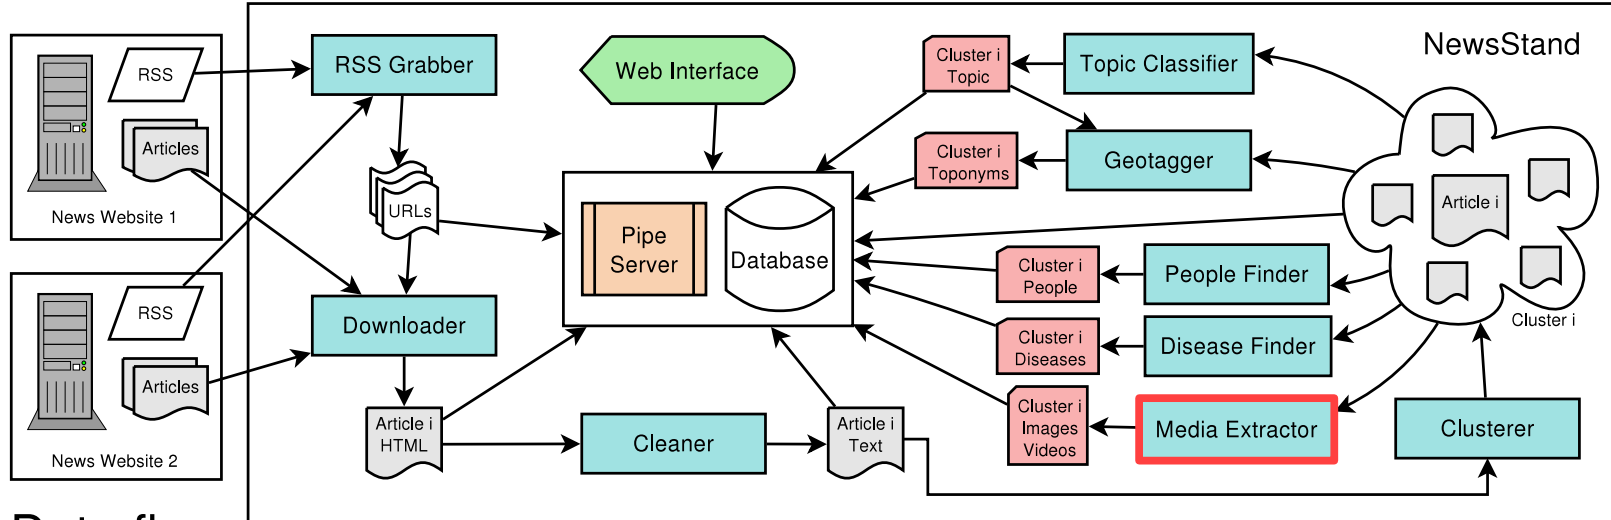 NewsStand
RSS
Articles
News Website 1
RSS
Articles
News Website 2
RSS Grabber
URLs
Downloader
Article i
HTML
Web Interface
Pipe
Server
Database
Cleaner
Article i
Text
Cluster i
Topic
Topic Classifier
Cluster i
Toponyms
Geotagger
Cluster i
People
People Finder
Cluster i
Diseases
Disease Finder
Cluster i
Images
Videos
Media Extractor
Article i
Cluster i
Clusterer